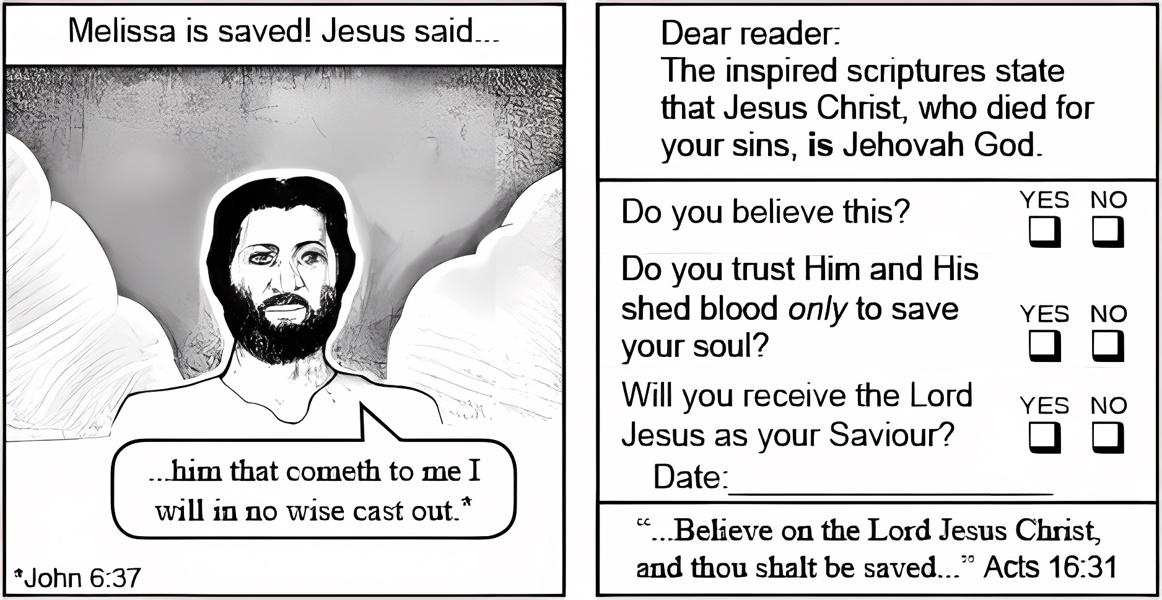 Melissa is saved! Jesus said...
...him that cometh to me I
will in no wise cast out.*
*John 6:37
Dear reader:
The inspired scriptures state
that Jesus Christ, who died for
your sins, is Jehovah God.
YES NO
Do you believe this?
Do you trust Him and His
shed blood only to save
YES NO
your soul?
Will you receive the Lord
YES NO
Jesus as your Saviour?
Date:
“...Believe on the Lord Jesus Christ,
and thou shalt be saved...” Acts 16:31